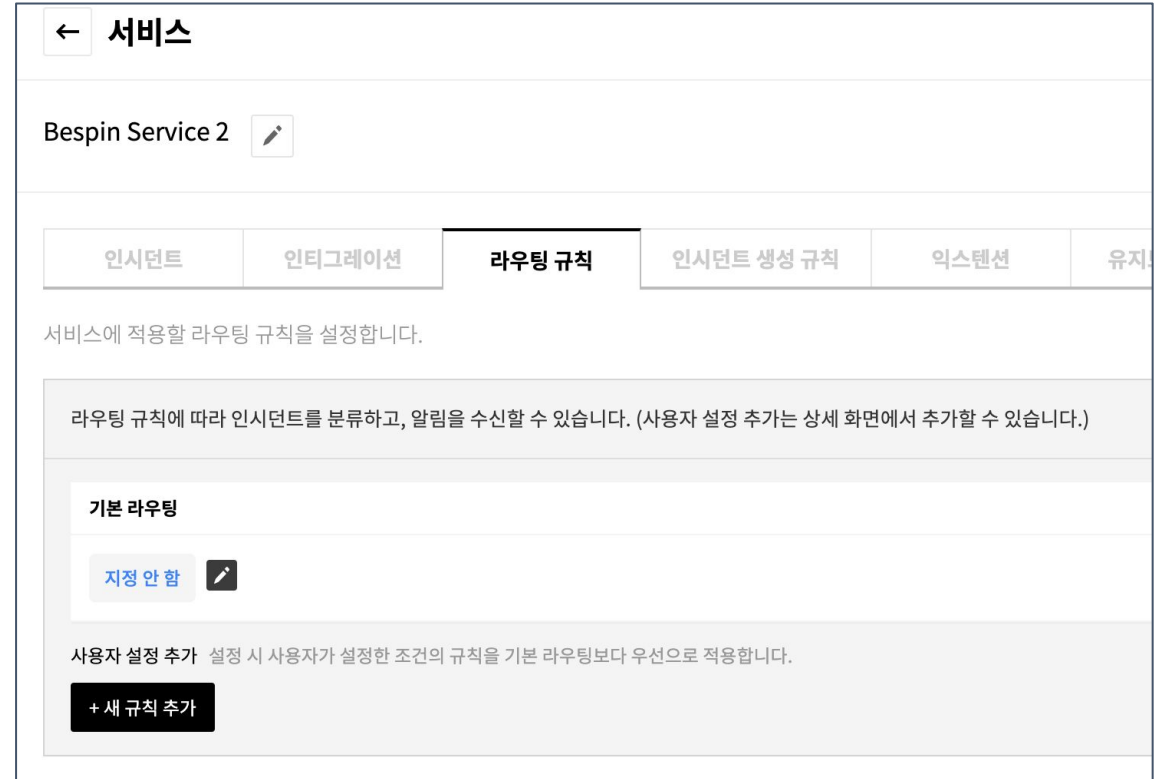 ← 서비스
Bespin Service 2
인시던트 인티그레이션 라우팅 규칙 인시던트 생성 규칙 익스텐션 유지
서비스에 적용할 라우팅 규칙을 설정합니다.
라우팅 규칙에 따라 인시던트를 분류하고, 알림을 수신할 수 있습니다. (사용자 설정 추가는 상세 화면에서 추가할 수 있습니다.)
기본 라우팅
지정 안 함
사용자 설정 추가 설정 시 사용자가 설정한 조건의 규칙을 기본 라우팅보다 우선으로 적용합니다.
+ 새 규칙 추가